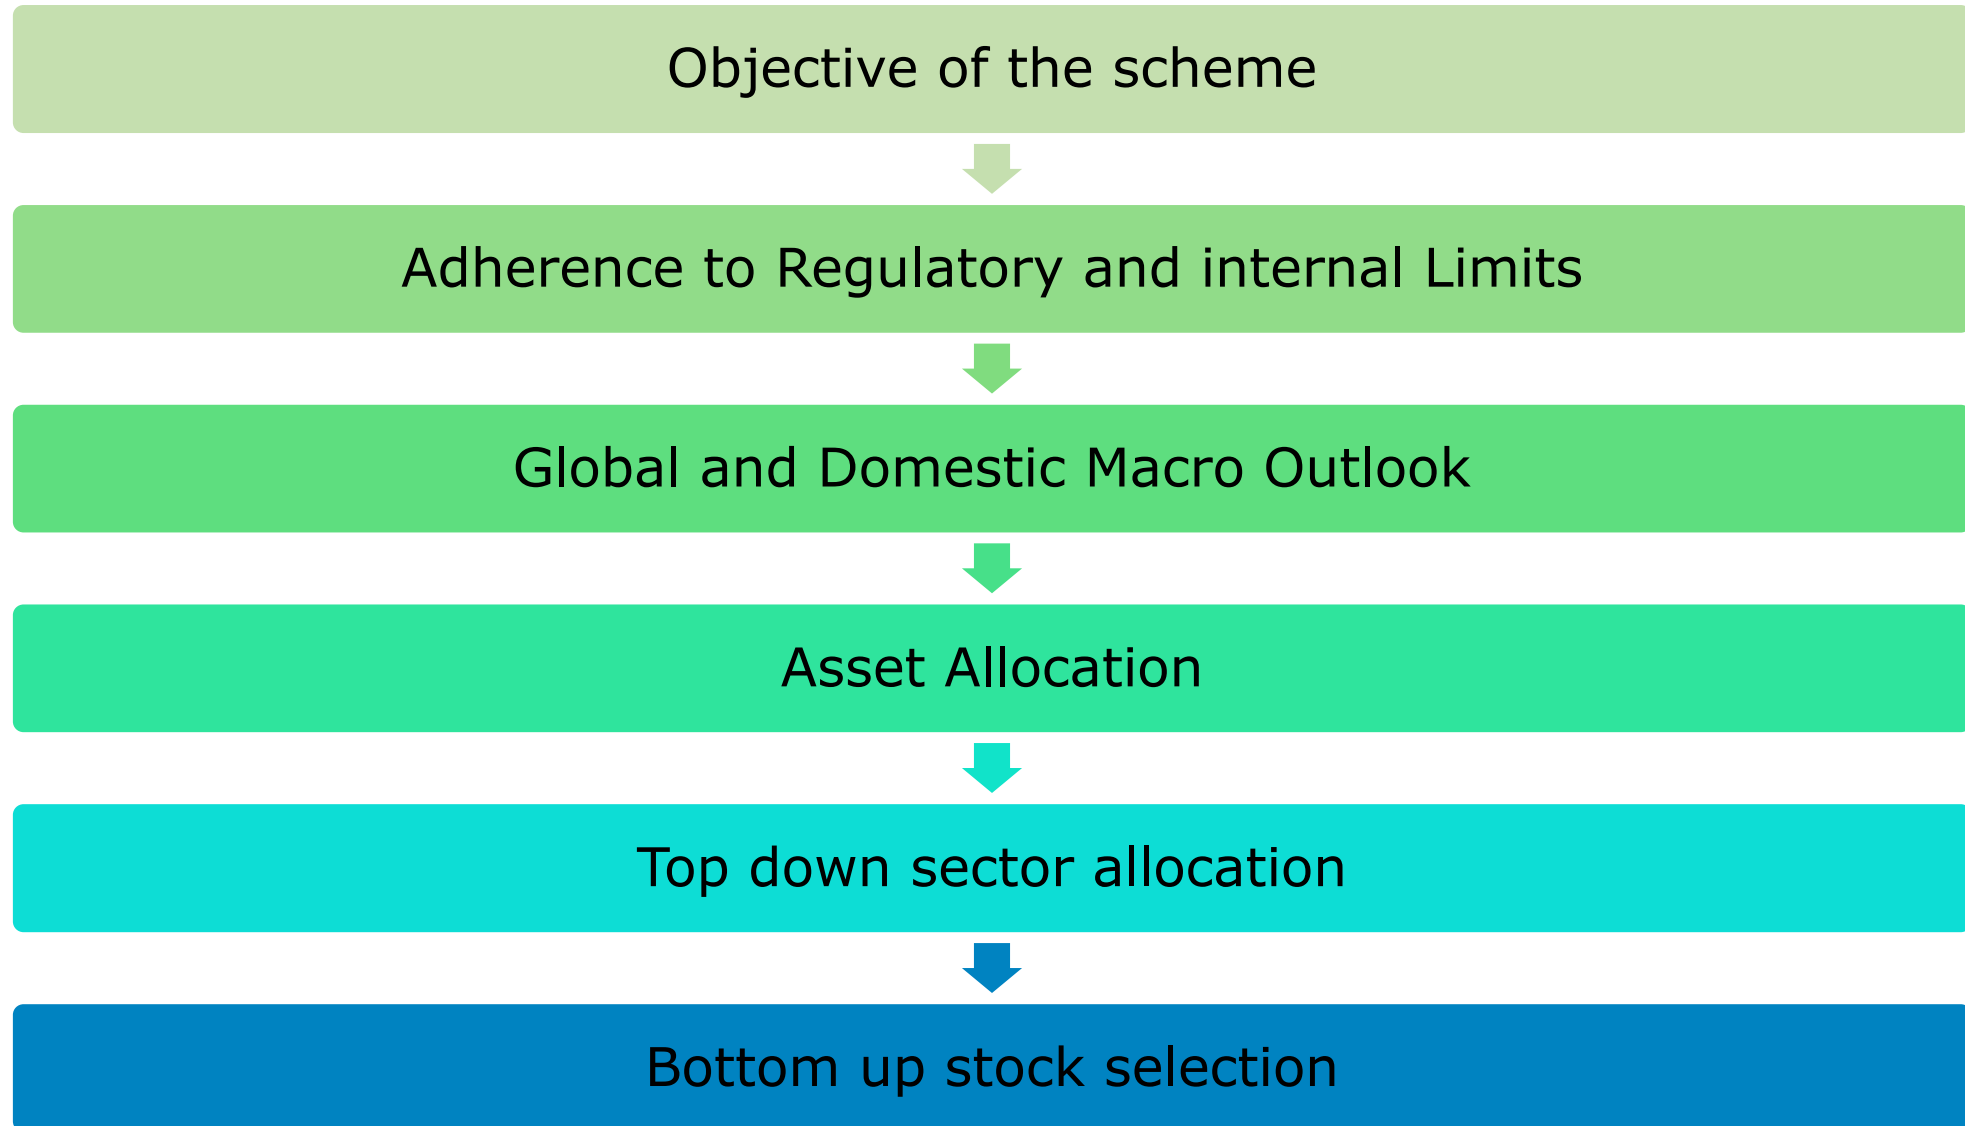 Objective of the scheme
Adherence to Regulatory and internal Limits
Global and Domestic Macro Outlook
Asset Allocation
Top down sector allocation
Bottom up stock selection